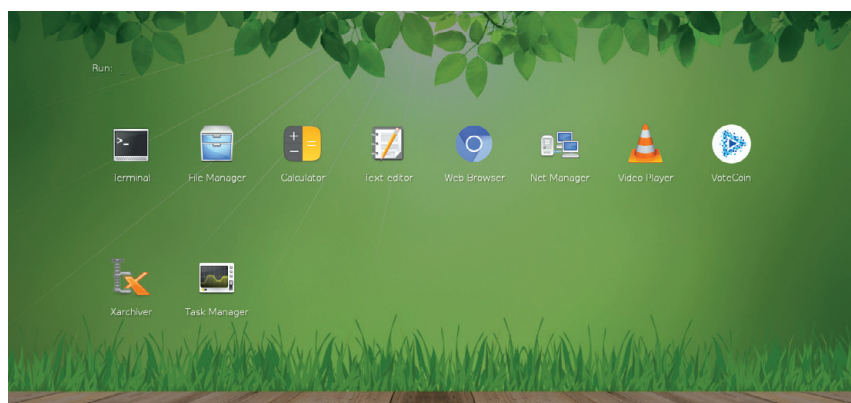 Run: _
Terminal File Manager Calculator Text editor Web Browser Net Manager Video Player VoteCoin
Xarchiver Task Manager